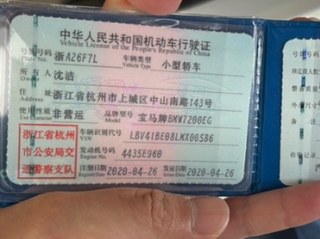 中华人民共和国机动车行驶证
Vehicle License of the People's Republic of China
号牌号码 浙A26F7L 车辆类型 小型轿车
Vehicle Type
所有人 沈洁
住址 浙江省杭州市上城区中山南路143号
使用性质 非营运 品牌型号 宝马牌BMW7200EG
浙江省杭州 车辆识别代号 LBV41BE08LMX00586
VIN
市公安局交 发动机号码 4435E960
Engine No.
通警察支队 注册日期 2020-04-26 发证日期 2020-04-26